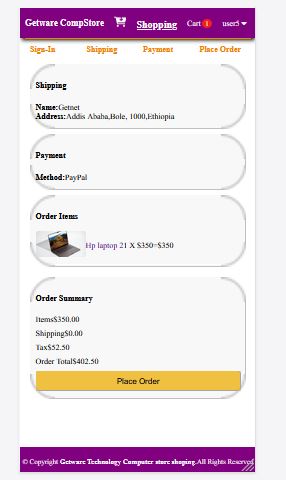 Getware CompStore Shopping Cart 1 user5
Sign-In Shipping Payment Place Order
Shipping
Name:Getnet
Address:Addis Ababa,Bole, 1000,Ethiopia
Payment
Method:PayPal
Order Items
Hp laptop 21 X $350=$350
Order Summary
Items$350.00
Shipping$0.00
Tax$52.50
Order Total$402.50
Place Order
© Copyright Getware Technology Computer store shoping.All Rights Reserved